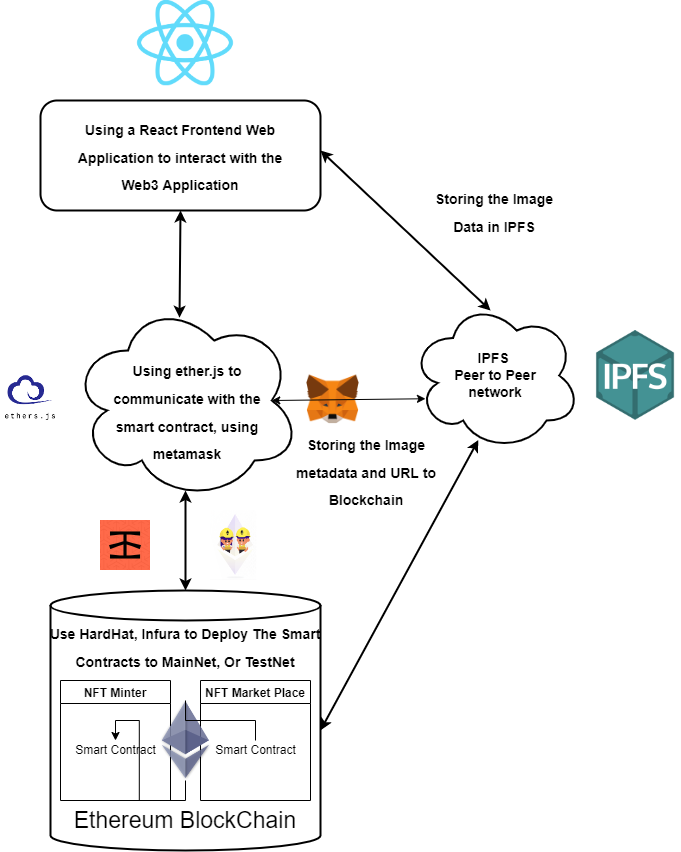 Using a React Frontend Web
Application to interact with the
Web3 Application
Storing the Image
Data in IPFS
Using ether.js to
communicate with the
smart contract, using
metamask
IPFS
Peer to Peer
network
IPFS
ethers.js
Storing the Image
metadata and URL to
Blockchain
Use HardHat, Infura to Deploy The Smart
Contracts to MainNet, Or TestNet
NFT Minter
NFT Market Place
Smart Contract
Smart Contract
Ethereum BlockChain